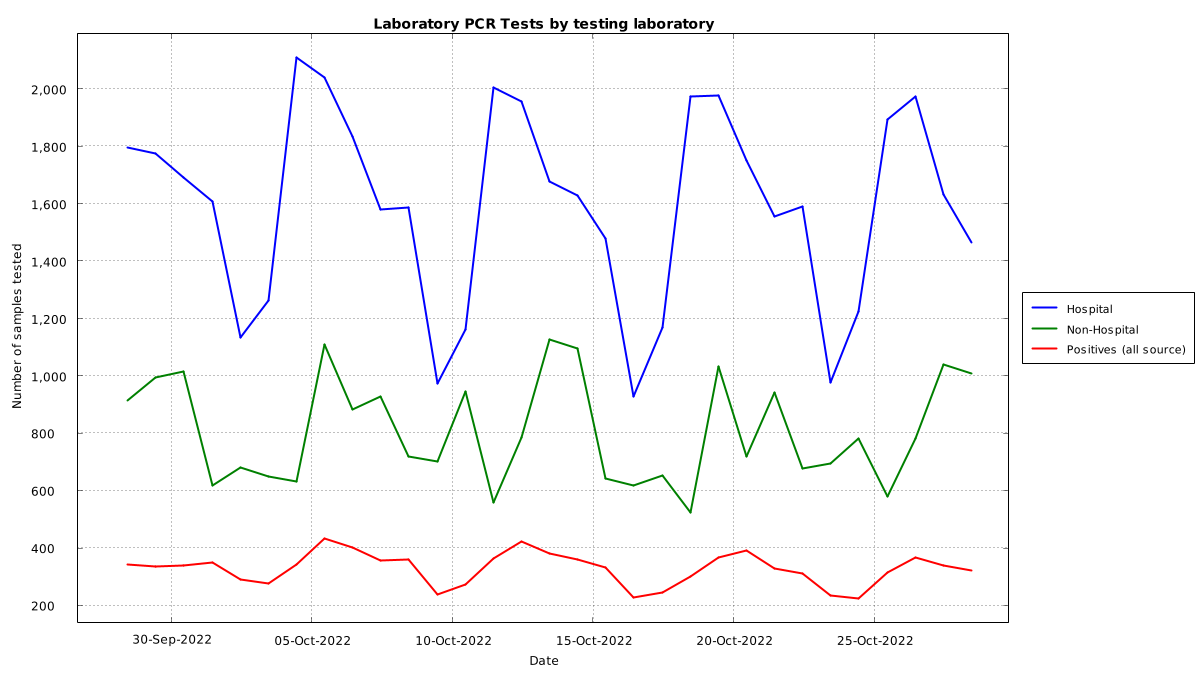 Laboratory PCR Tests by testing laboratory
2,000
1,800
1,600
1,400
1,200
1,000
800
600
400
200
Number of samples tested
30-Sep-2022
05-Oct-2022
10-Oct-2022
15-Oct-2022
20-Oct-2022
25-Oct-2022
Date
Hospital
Non-Hospital
Positives (all source)